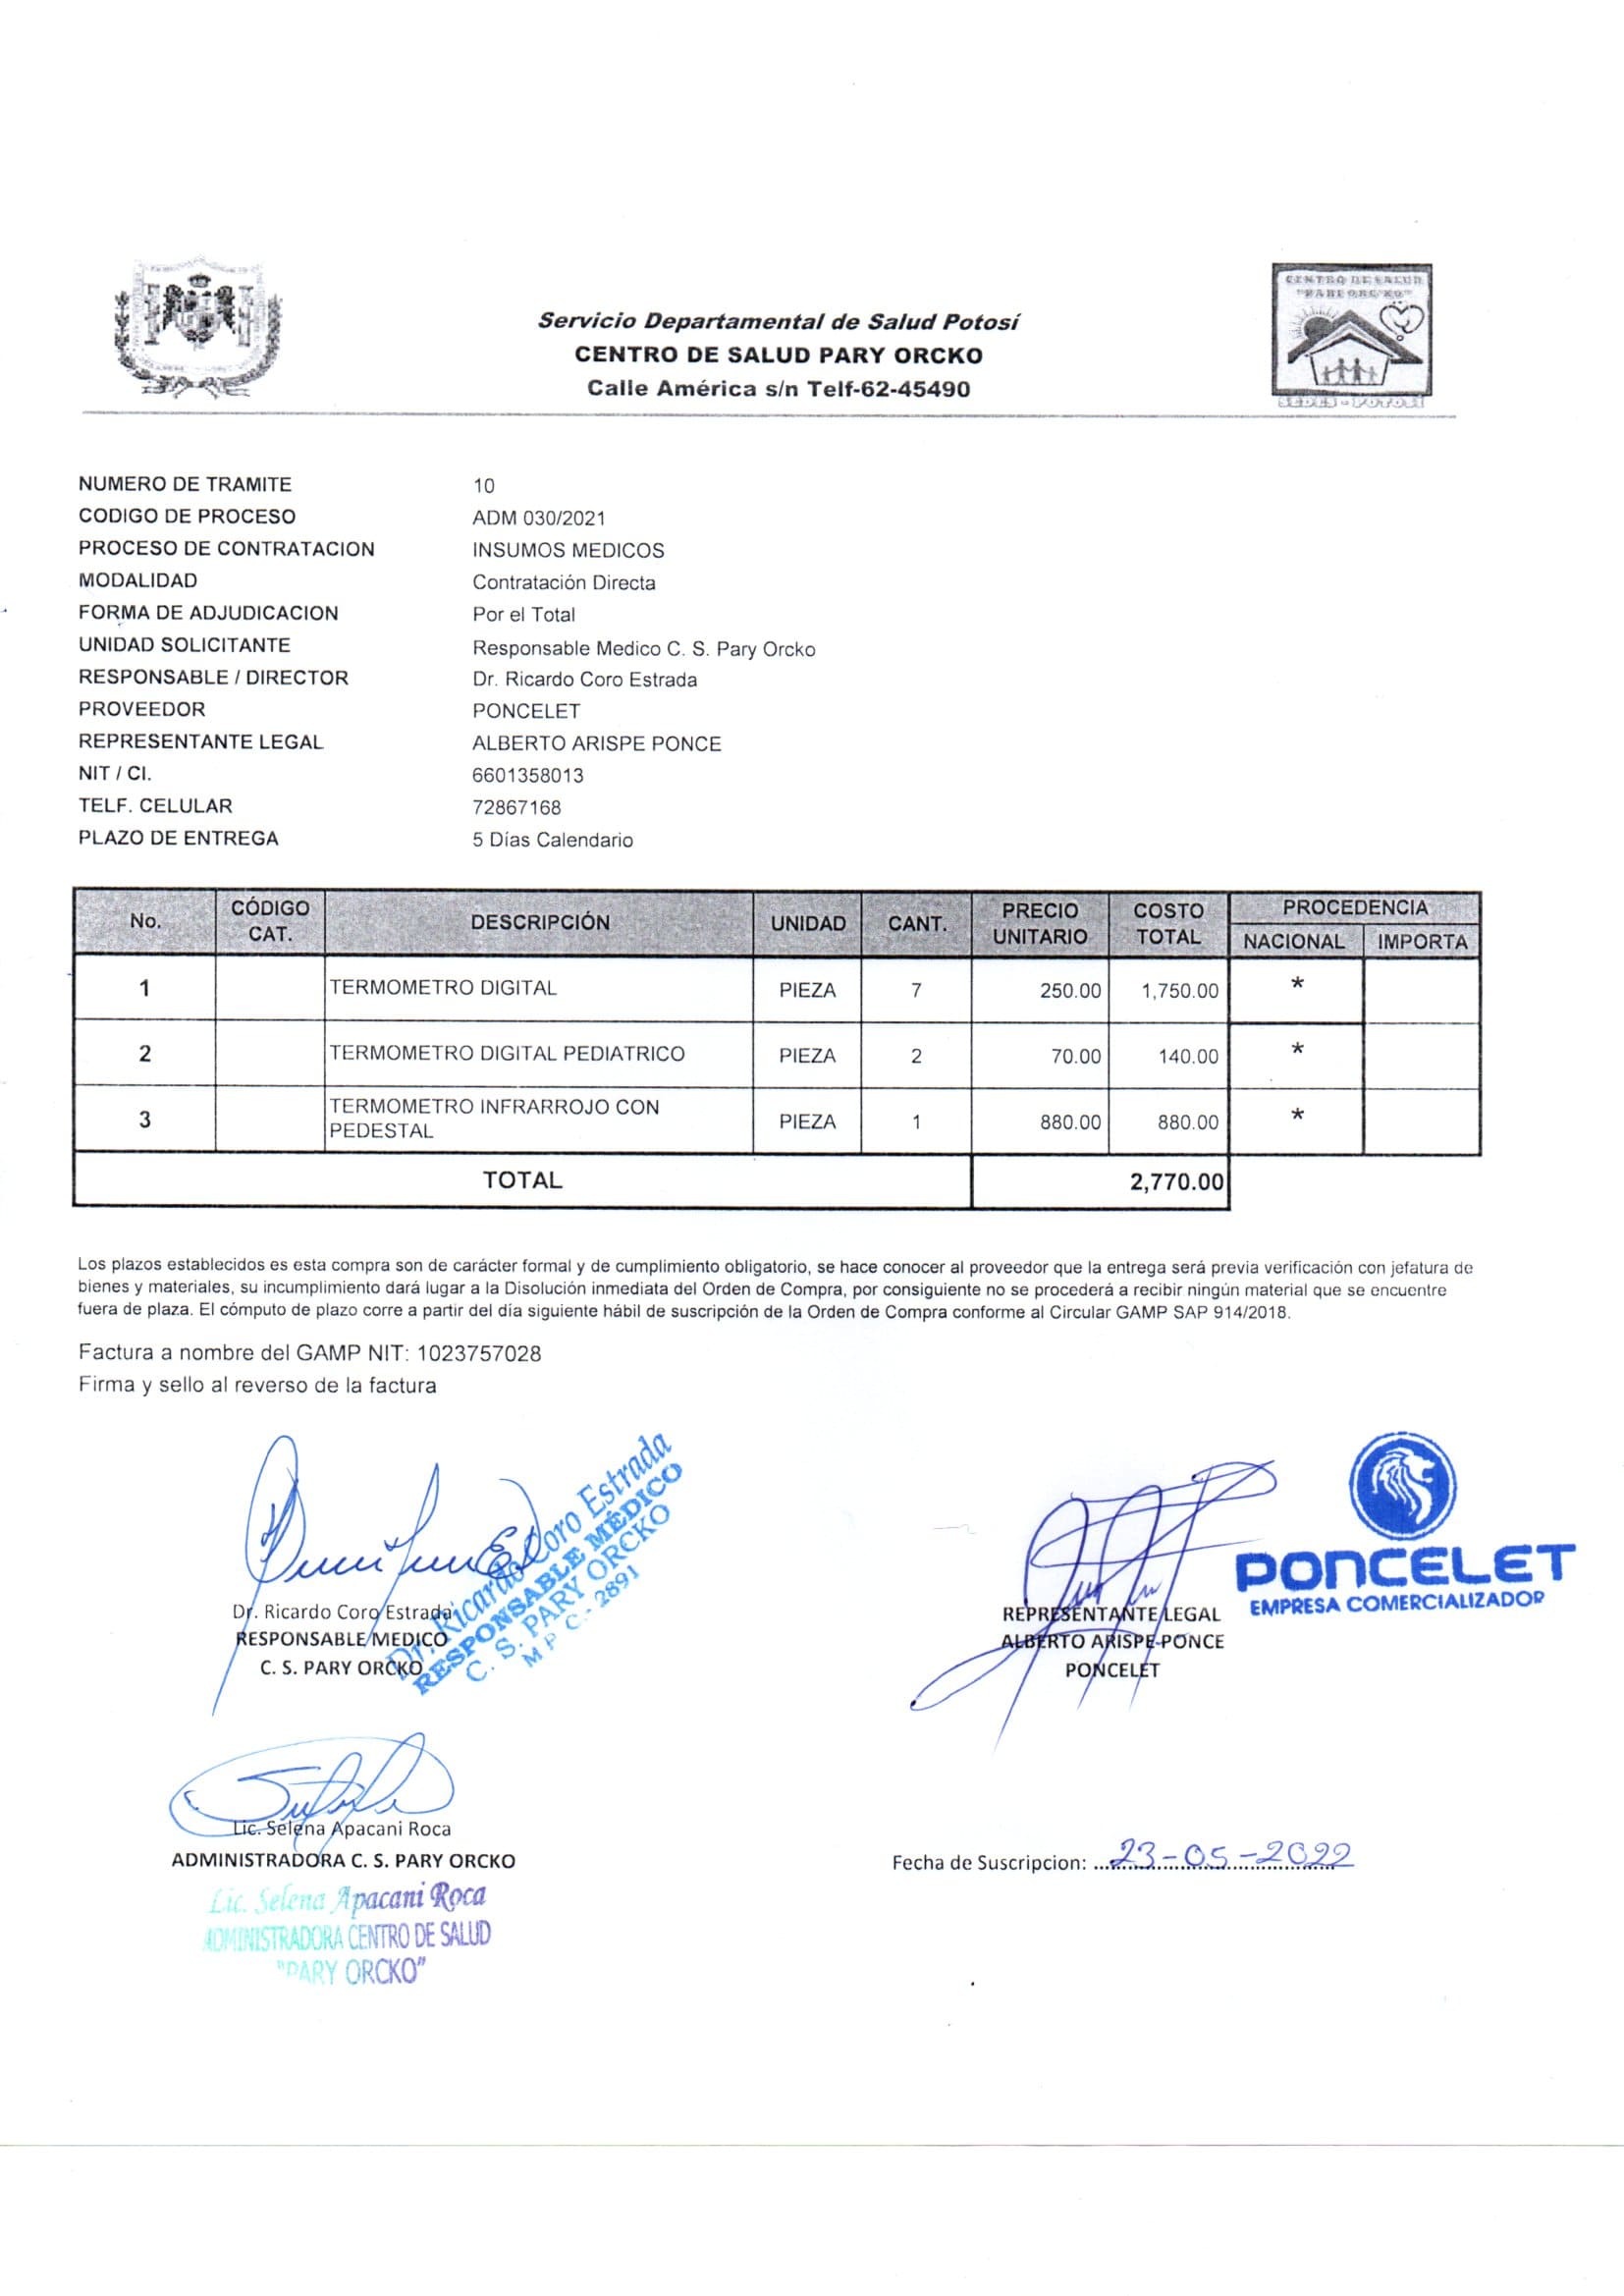 CENTRO DE SALUD
"PARI ORC'KO"
SEDES - POTOSÍ
Servicio Departamental de Salud Potosí
CENTRO DE SALUD PARY ORCKO
Calle América s/n Telf-62-45490
NUMERO DE TRAMITE 10
CODIGO DE PROCESO ADM 030/2021
PROCESO DE CONTRATACION INSUMOS MEDICOS
MODALIDAD Contratación Directa
FORMA DE ADJUDICACION Por el Total
UNIDAD SOLICITANTE Responsable Medico C. S. Pary Orcko
RESPONSABLE / DIRECTOR Dr. Ricardo Coro Estrada
PROVEEDOR PONCELET
REPRESENTANTE LEGAL ALBERTO ARISPE PONCE
NIT / CI. 6601358013
TELF. CELULAR 72867168
PLAZO DE ENTREGA 5 Días Calendario
No. CÓDIGO CAT. DESCRIPCIÓN UNIDAD CANT. PRECIO UNITARIO COSTO TOTAL PROCEDENCIA NACIONAL IMPORTA
1 TERMOMETRO DIGITAL PIEZA 7 250.00 1,750.00 *
2 TERMOMETRO DIGITAL PEDIATRICO PIEZA 2 70.00 140.00 *
3 TERMOMETRO INFRARROJO CON PEDESTAL PIEZA 1 880.00 880.00 *
TOTAL 2,770.00
Los plazos establecidos es esta compra son de carácter formal y de cumplimiento obligatorio, se hace conocer al proveedor que la entrega será previa verificación con jefatura de
bienes y materiales, su incumplimiento dará lugar a la Disolución inmediata del Orden de Compra, por consiguiente no se procederá a recibir ningún material que se encuentre
fuera de plaza. El cómputo de plazo corre a partir del día siguiente hábil de suscripción de la Orden de Compra conforme al Circular GAMP SAP 914/2018.
Factura a nombre del GAMP NIT: 1023757028
Firma y sello al reverso de la factura
Dr. Ricardo Coro Estrada
RESPONSABLE MEDICO
C. S. PARY ORCKO
Dr. Ricardo Coro Estrada
RESPONSABLE MÉDICO
C. S. PARY ORCKO
M P C - 2891
REPRESENTANTE LEGAL
ALBERTO ARISPE PONCE
PONCELET
PONCELET
EMPRESA COMERCIALIZADOR
Lic. Selena Apacani Roca
ADMINISTRADORA C. S. PARY ORCKO
Lic. Selena Apacani Roca
ADMINISTRADORA CENTRO DE SALUD
"PARY ORCKO"
Fecha de Suscripcion: 23-05-2022